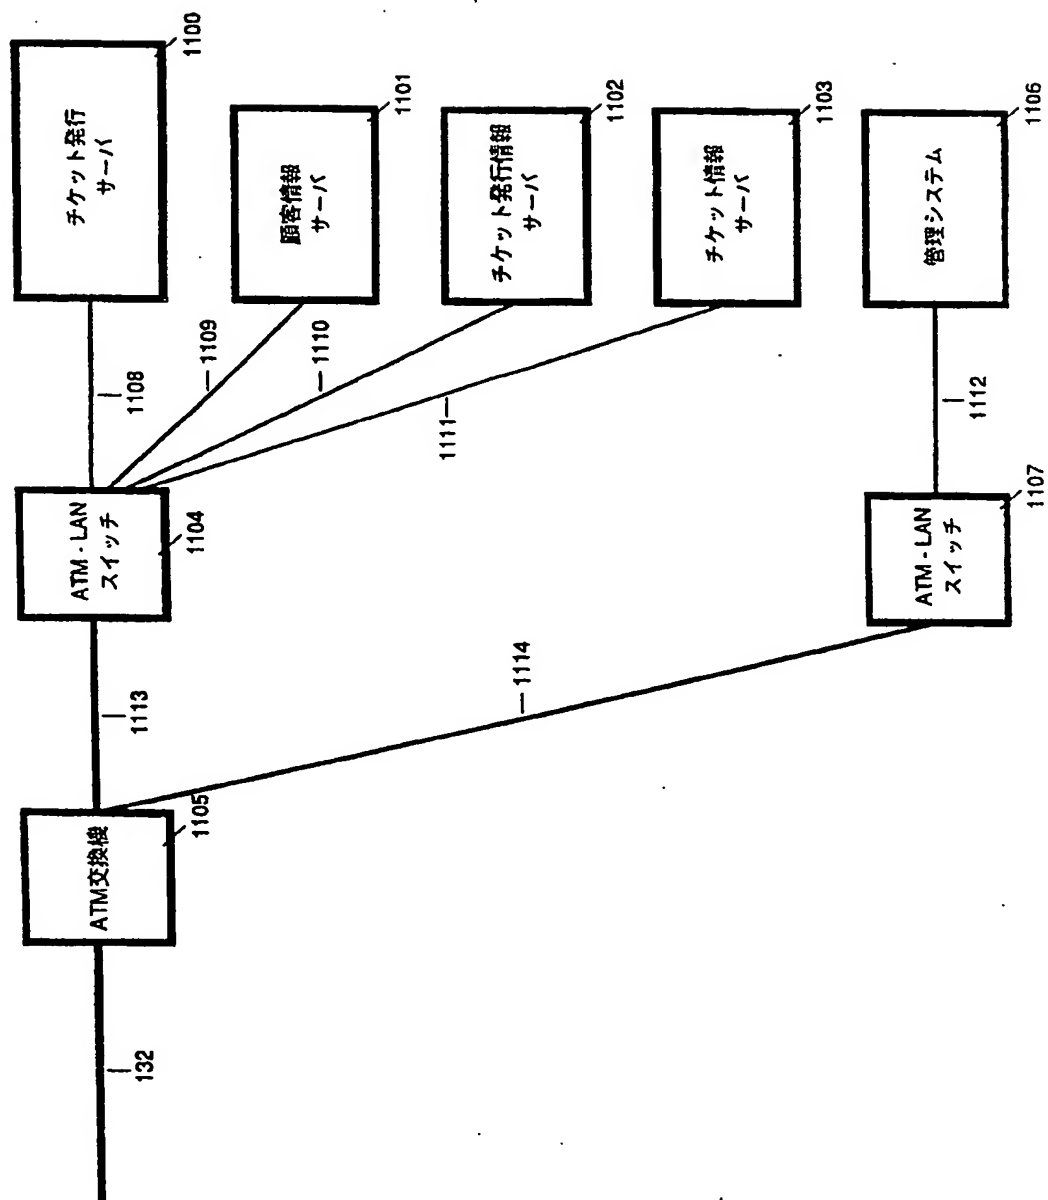 チケット発行
サーバ
1100
顧客情報
サーバ
1101
チケット発行情報
サーバ
1102
チケット情報
サーバ
1103
管理システム
1106
1108
1109
1110
1111
1112
ATM-LAN
スイッチ
1104
ATM-LAN
スイッチ
1107
1113
1114
ATM交換機
1105
132